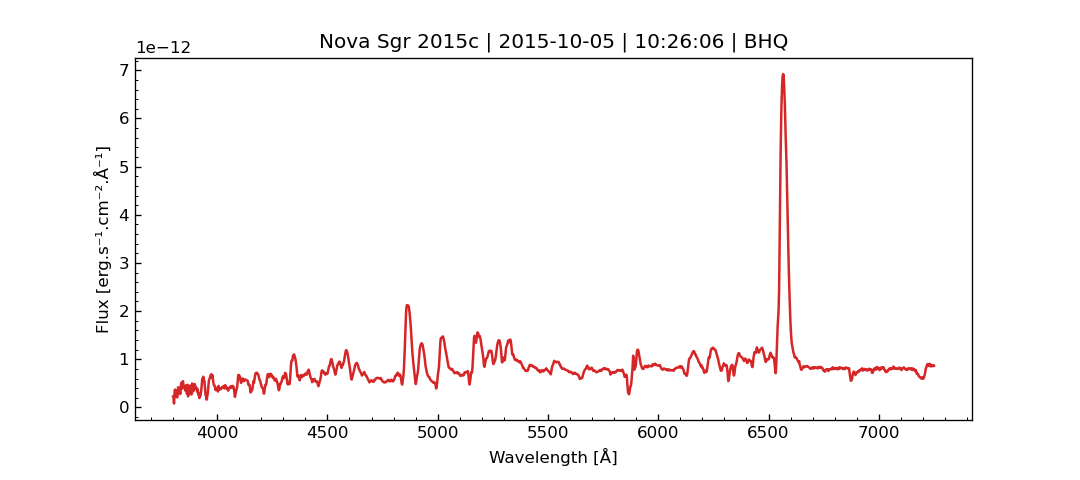 Nova Sgr 2015c | 2015-10-05 | 10:26:06 | BHQ
1e−12
7
6
5
4
3
2
1
0
Flux [erg.s⁻¹.cm⁻².Å⁻¹]
4000 4500 5000 5500 6000 6500 7000
Wavelength [Å]